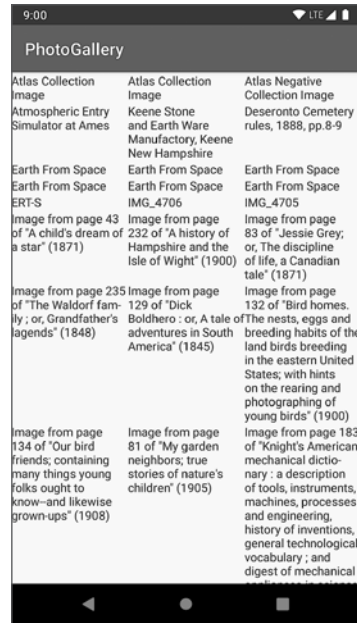 9:00
LTE
PhotoGallery
Atlas Collection
Image
Atlas Collection
Image
Atlas Negative
Collection Image
Atmospheric Entry
Simulator at Ames
Keene Stone
and Earth Ware
Manufactory, Keene
New Hampshire
Deseronto Cemetery
rules, 1888, pp.8-9
Earth From Space
Earth From Space
Earth From Space
Earth From Space
Earth From Space
Earth From Space
ERT-S
IMG_4706
IMG_4705
Image from page 43
of "A child's dream of
a star" (1871)
Image from page
232 of "A history of
Hampshire and the
Isle of Wight" (1900)
Image from page
83 of "Jessie Grey;
or, The discipline
of life, a Canadian
tale" (1871)
Image from page 235
of "The Waldorf fam-
ily ; or, Grandfather's
lagends" (1848)
Image from page
129 of "Dick
Boldhero : or, A tale of
adventures in South
America" (1845)
Image from page
132 of "Bird homes.
The nests, eggs and
breeding habits of the
land birds breeding
in the eastern United
States; with hints
on the rearing and
photographing of
young birds" (1900)
Image from page
134 of "Our bird
friends; containing
many things young
folks ought to
know--and likewise
grown-ups" (1908)
Image from page
81 of "My garden
neighbors; true
stories of nature's
children" (1905)
Image from page 183
of "Knight's American
mechanical dictio-
nary : a description
of tools, instruments,
machines, processes
and engineering,
history of inventions,
general technological
vocabulary ; and
digest of mechanical